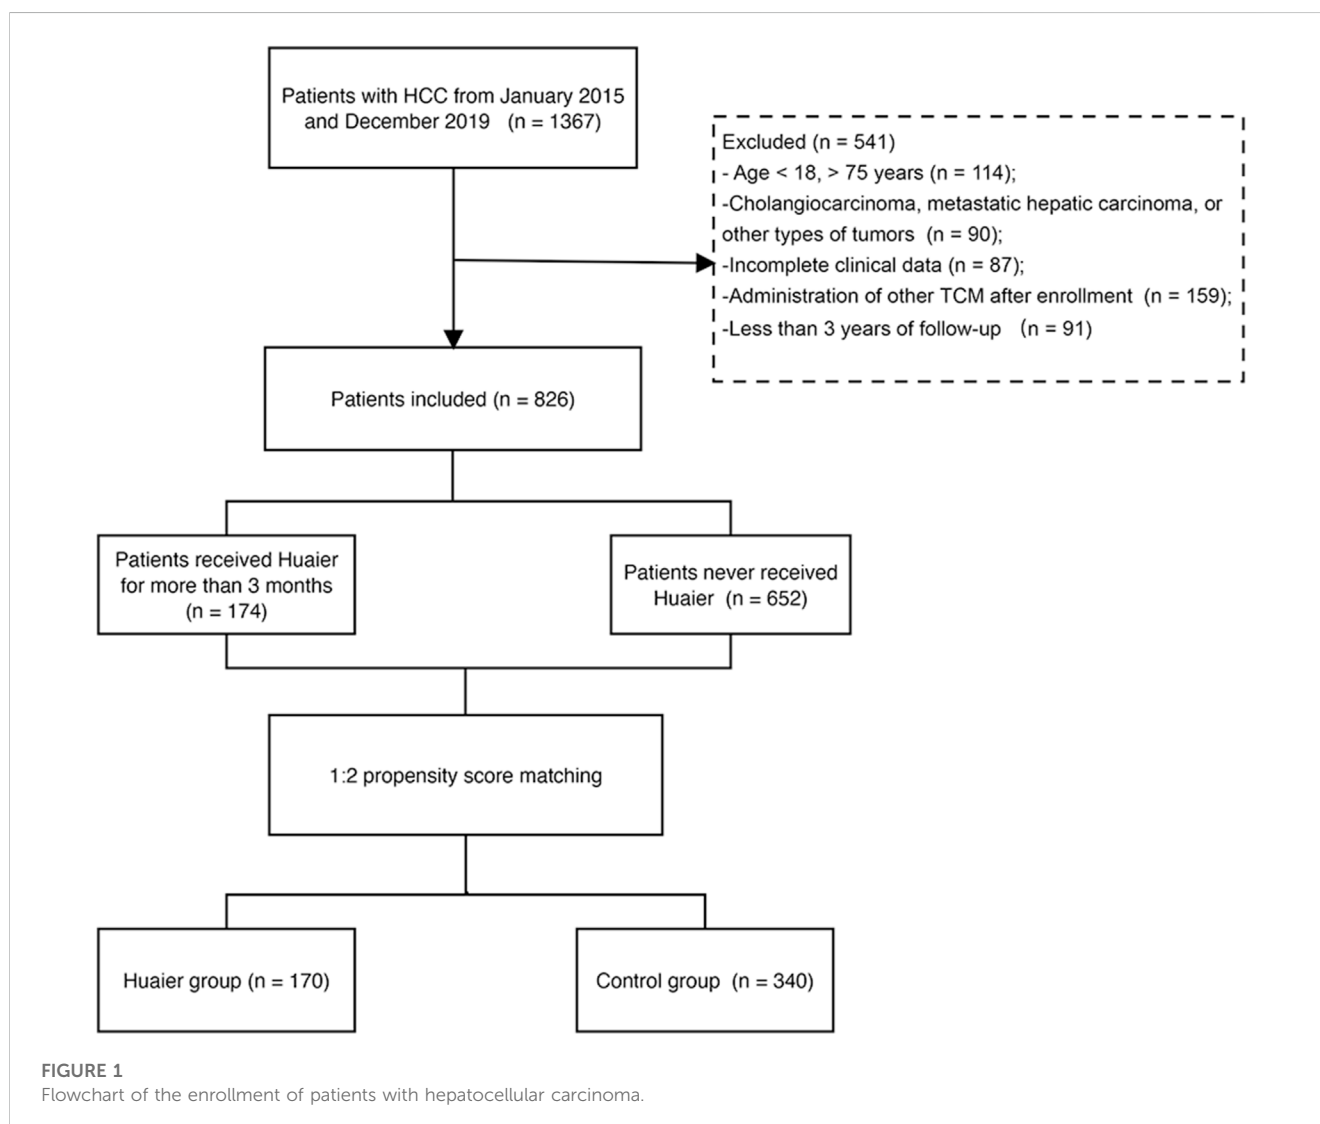 Patients with HCC from January 2015
and December 2019 (n = 1367)
Excluded (n = 541)
- Age < 18, > 75 years (n = 114);
-Cholangiocarcinoma, metastatic hepatic carcinoma, or
other types of tumors (n = 90);
-Incomplete clinical data (n = 87);
-Administration of other TCM after enrollment (n = 159);
-Less than 3 years of follow-up (n = 91)
Patients included (n = 826)
Patients received Huaier
for more than 3 months
(n = 174)
Patients never received
Huaier (n = 652)
1:2 propensity score matching
Huaier group (n = 170)
Control group (n = 340)
FIGURE 1
Flowchart of the enrollment of patients with hepatocellular carcinoma.